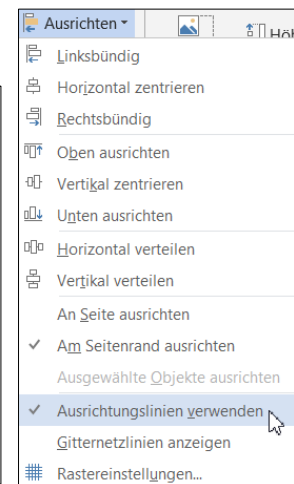 Ausrichten
Linksbündig
Horizontal zentrieren
Rechtsbündig
Oben ausrichten
Vertikal zentrieren
Unten ausrichten
Horizontal verteilen
Vertikal verteilen
An Seite ausrichten
Am Seitenrand ausrichten
Ausgewählte Objekte ausrichten
Ausrichtungslinien verwenden
Gitternetzlinien anzeigen
Rastereinstellungen...